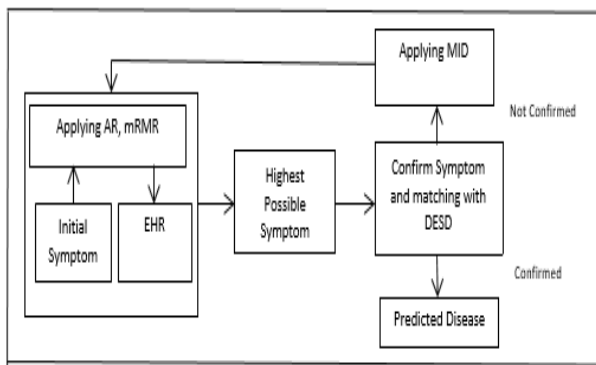 Applying MID
Not Confirmed
Applying AR, mRMR
Initial
Symptom
EHR
Highest
Possible
Symptom
Confirm Symptom
and matching with
DESD
Confirmed
Predicted Disease